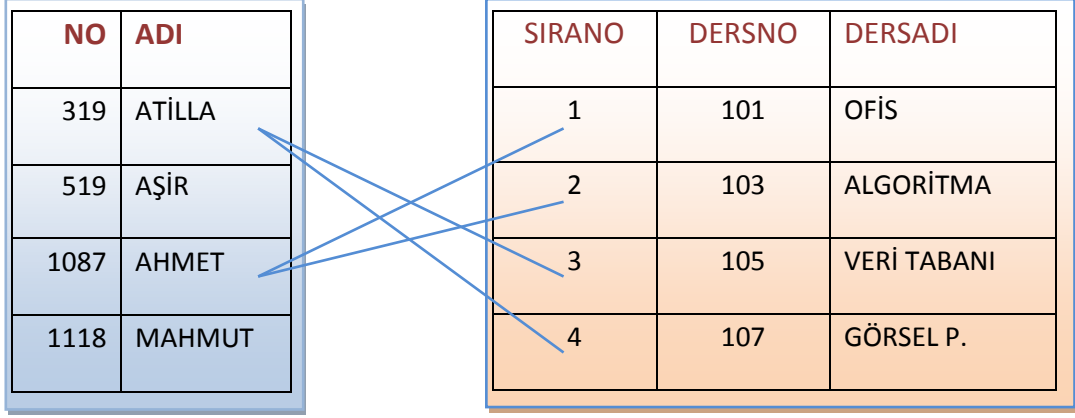 NO ADI
319 ATİLLA
519 AŞİR
1087 AHMET
1118 MAHMUT
SIRANO DERSNO DERSADI
1 101 OFİS
2 103 ALGORİTMA
3 105 VERİ TABANI
4 107 GÖRSEL P.